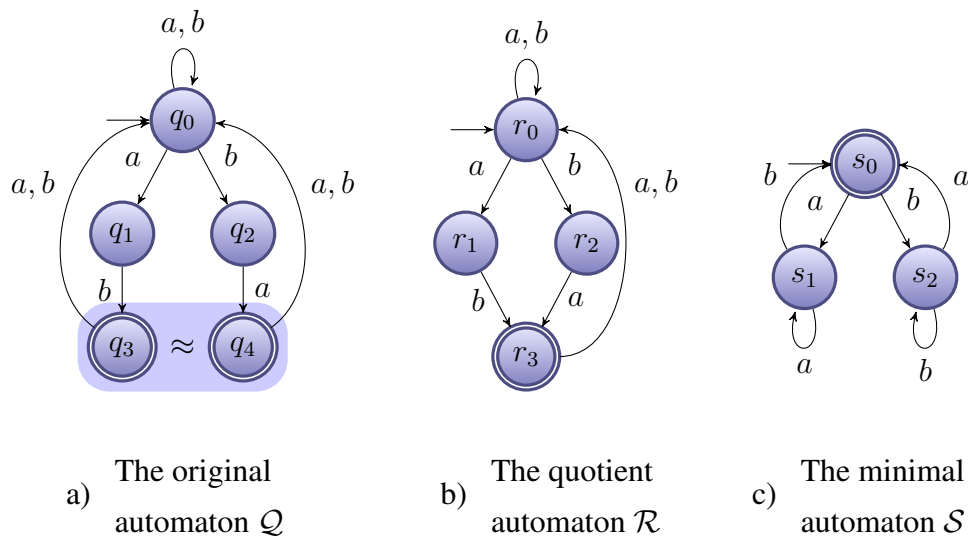 a, b
q0
a
b
a, b
a, b
q1
q2
b
a
q3
≈
q4
a, b
r0
a
b
a, b
r1
r2
b
a
r3
s0
b
a
b
a
s1
s2
a
b
a) The original
automaton Q
b) The quotient
automaton R
c) The minimal
automaton S